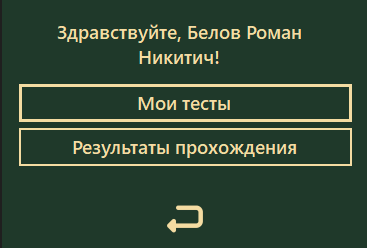 Здравствуйте, Белов Роман
Никитич!
Мои тесты
Результаты прохождения